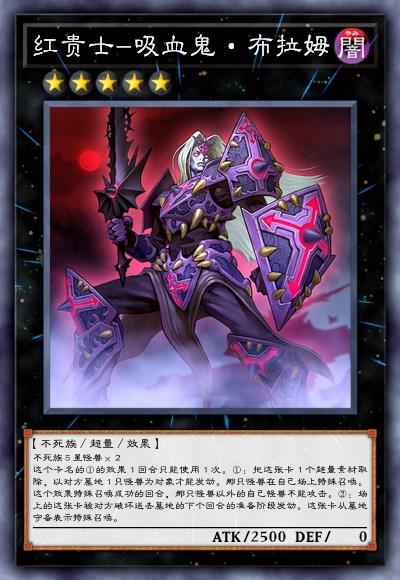 红贵士-吸血鬼·布拉姆
闇
やみ
【不死族／超量／效果】
不死族５星怪兽×２
这个卡名的①的效果１回合只能使用１次。①：把这张卡１个超量素材取
除，以对方墓地１只怪兽为对象才能发动。那只怪兽在自己场上特殊召唤。
这个效果特殊召唤成功的回合，那只怪兽以外的自己怪兽不能攻击。②：场
上的这张卡被对方破坏送去墓地的下个回合的准备阶段发动。这张卡从墓地
守备表示特殊召唤。
ATK/2500 DEF/ 0